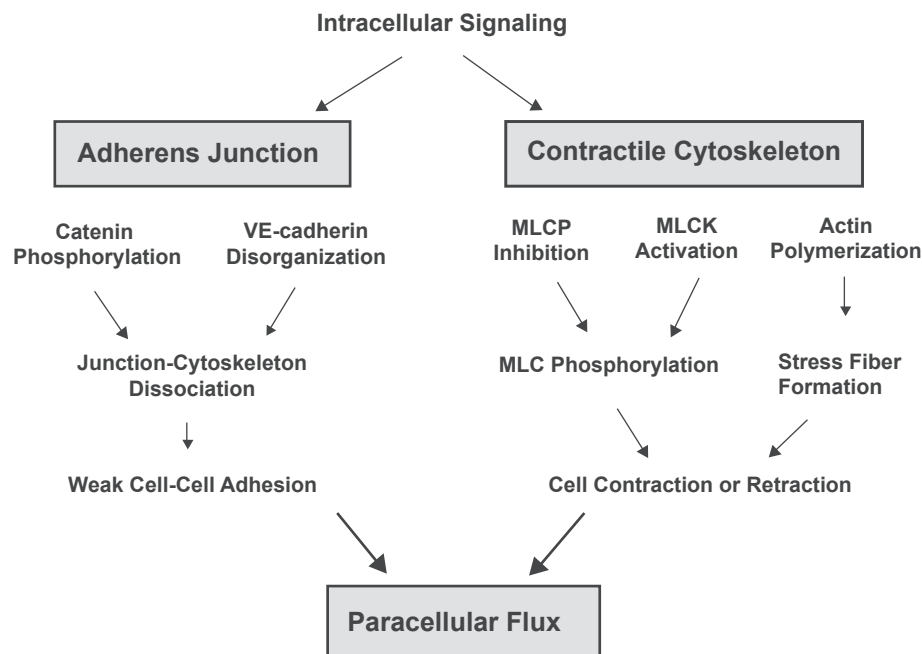 Intracellular Signaling
Adherens Junction
Contractile Cytoskeleton
Catenin
Phosphorylation
VE-cadherin
Disorganization
MLCP
Inhibition
MLCK
Activation
Actin
Polymerization
Junction-Cytoskeleton
Dissociation
MLC Phosphorylation
Stress Fiber
Formation
Weak Cell-Cell Adhesion
Cell Contraction or Retraction
Paracellular Flux